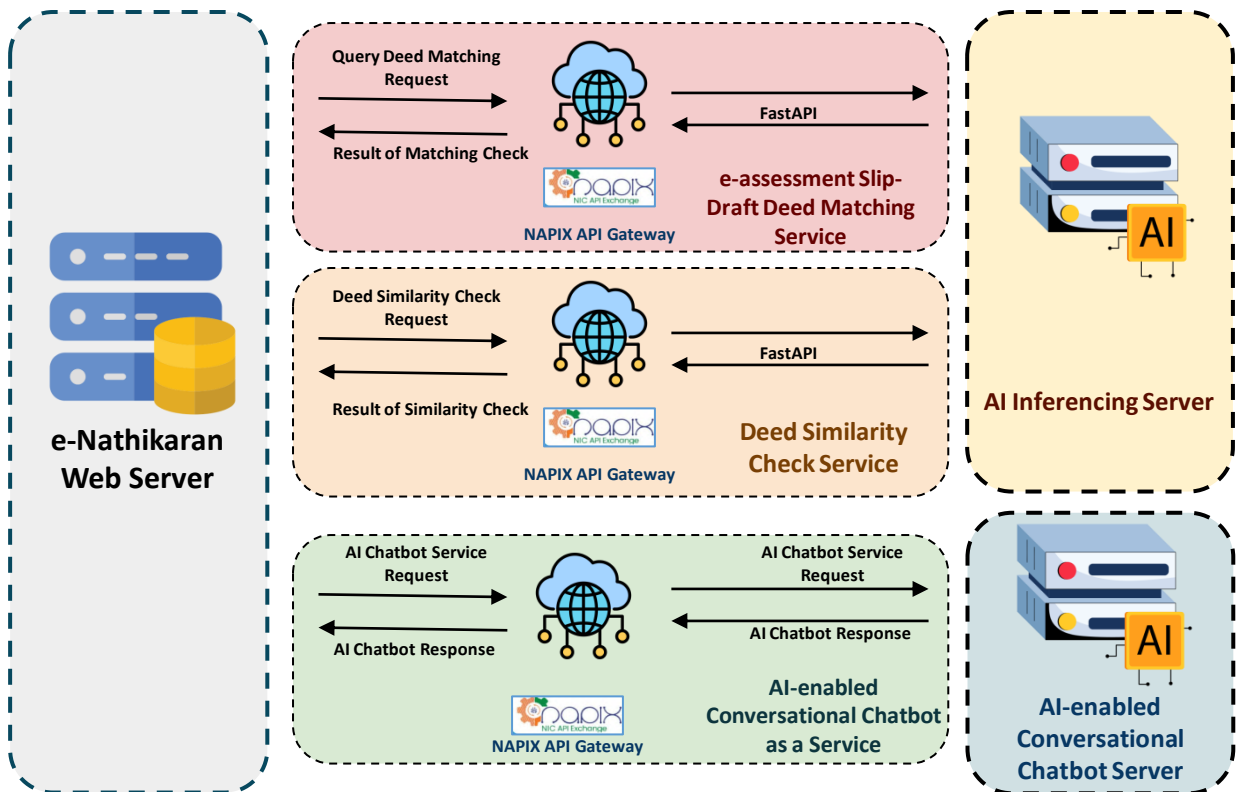 e-Nathikaran
Web Server
Query Deed Matching
Request
Result of Matching Check
FastAPI
napix
NIC API Exchange
NAPIX API Gateway
e-assessment Slip-
Draft Deed Matching
Service
Deed Similarity Check
Request
Result of Similarity Check
FastAPI
napix
NIC API Exchange
NAPIX API Gateway
Deed Similarity
Check Service
AI Chatbot Service
Request
AI Chatbot Response
AI Chatbot Service
Request
AI Chatbot Response
napix
NIC API Exchange
NAPIX API Gateway
AI-enabled
Conversational Chatbot
as a Service
AI
AI Inferencing Server
AI
AI-enabled
Conversational
Chatbot Server